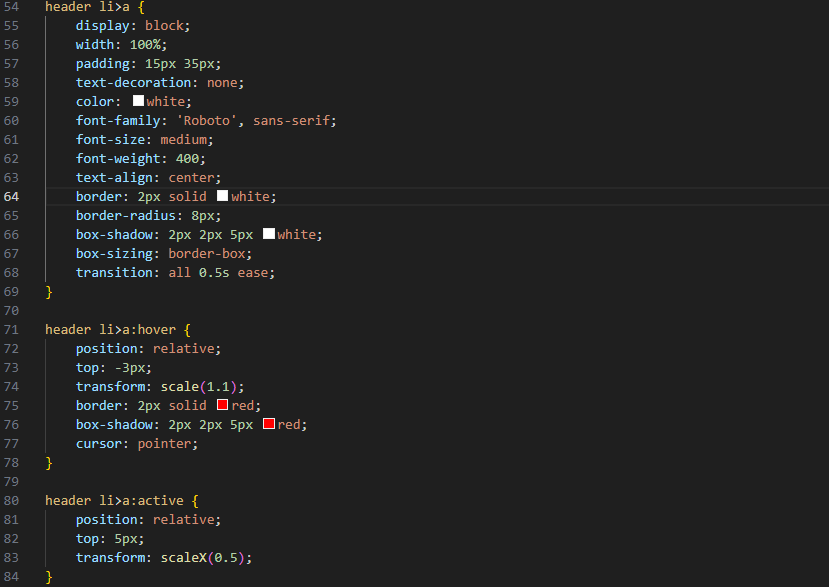 54 header li>a {
55     display: block;
56     width: 100%;
57     padding: 15px 35px;
58     text-decoration: none;
59     color: white;
60     font-family: 'Roboto', sans-serif;
61     font-size: medium;
62     font-weight: 400;
63     text-align: center;
64     border: 2px solid white;
65     border-radius: 8px;
66     box-shadow: 2px 2px 5px white;
67     box-sizing: border-box;
68     transition: all 0.5s ease;
69 }
70
71 header li>a:hover {
72     position: relative;
73     top: -3px;
74     transform: scale(1.1);
75     border: 2px solid red;
76     box-shadow: 2px 2px 5px red;
77     cursor: pointer;
78 }
79
80 header li>a:active {
81     position: relative;
82     top: 5px;
83     transform: scaleX(0.5);
84 }